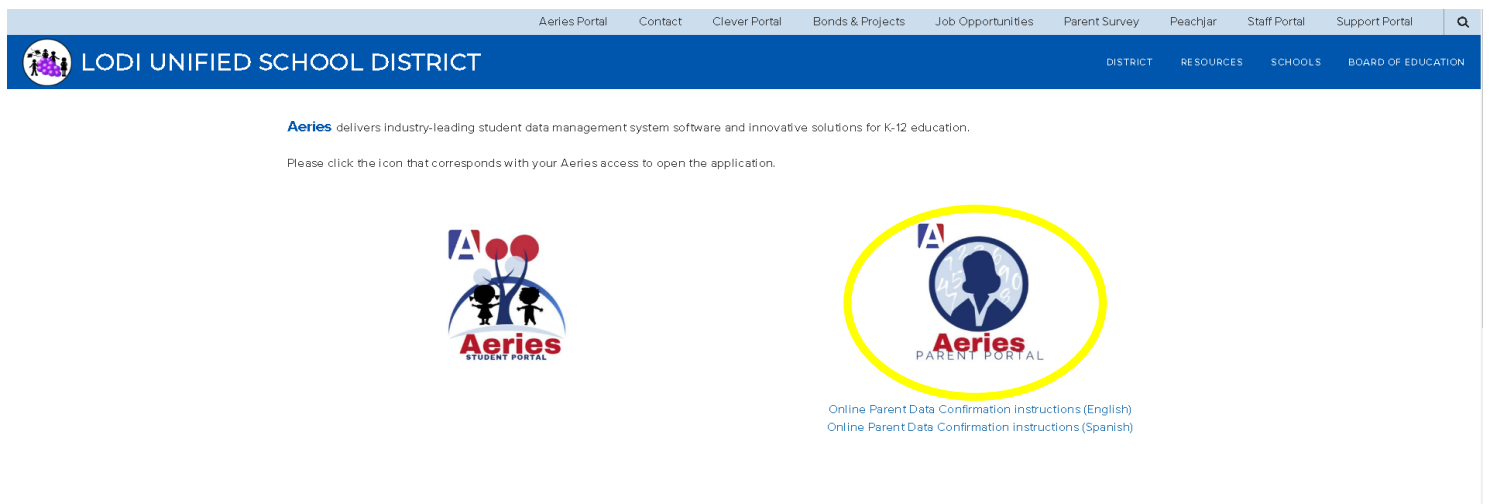 Aeries Portal Contact Clever Portal Bonds & Projects Job Opportunities Parent Survey Peachjar Staff Portal Support Portal
LODI UNIFIED SCHOOL DISTRICT
DISTRICT RESOURCES SCHOOLS BOARD OF EDUCATION
Aeries delivers industry-leading student data management system software and innovative solutions for K-12 education.
Please click the icon that corresponds with your Aeries access to open the application.
A
Aeries
STUDENT PORTAL
A
Aeries
PARENT PORTAL
Online Parent Data Confirmation instructions (English)
Online Parent Data Confirmation instructions (Spanish)